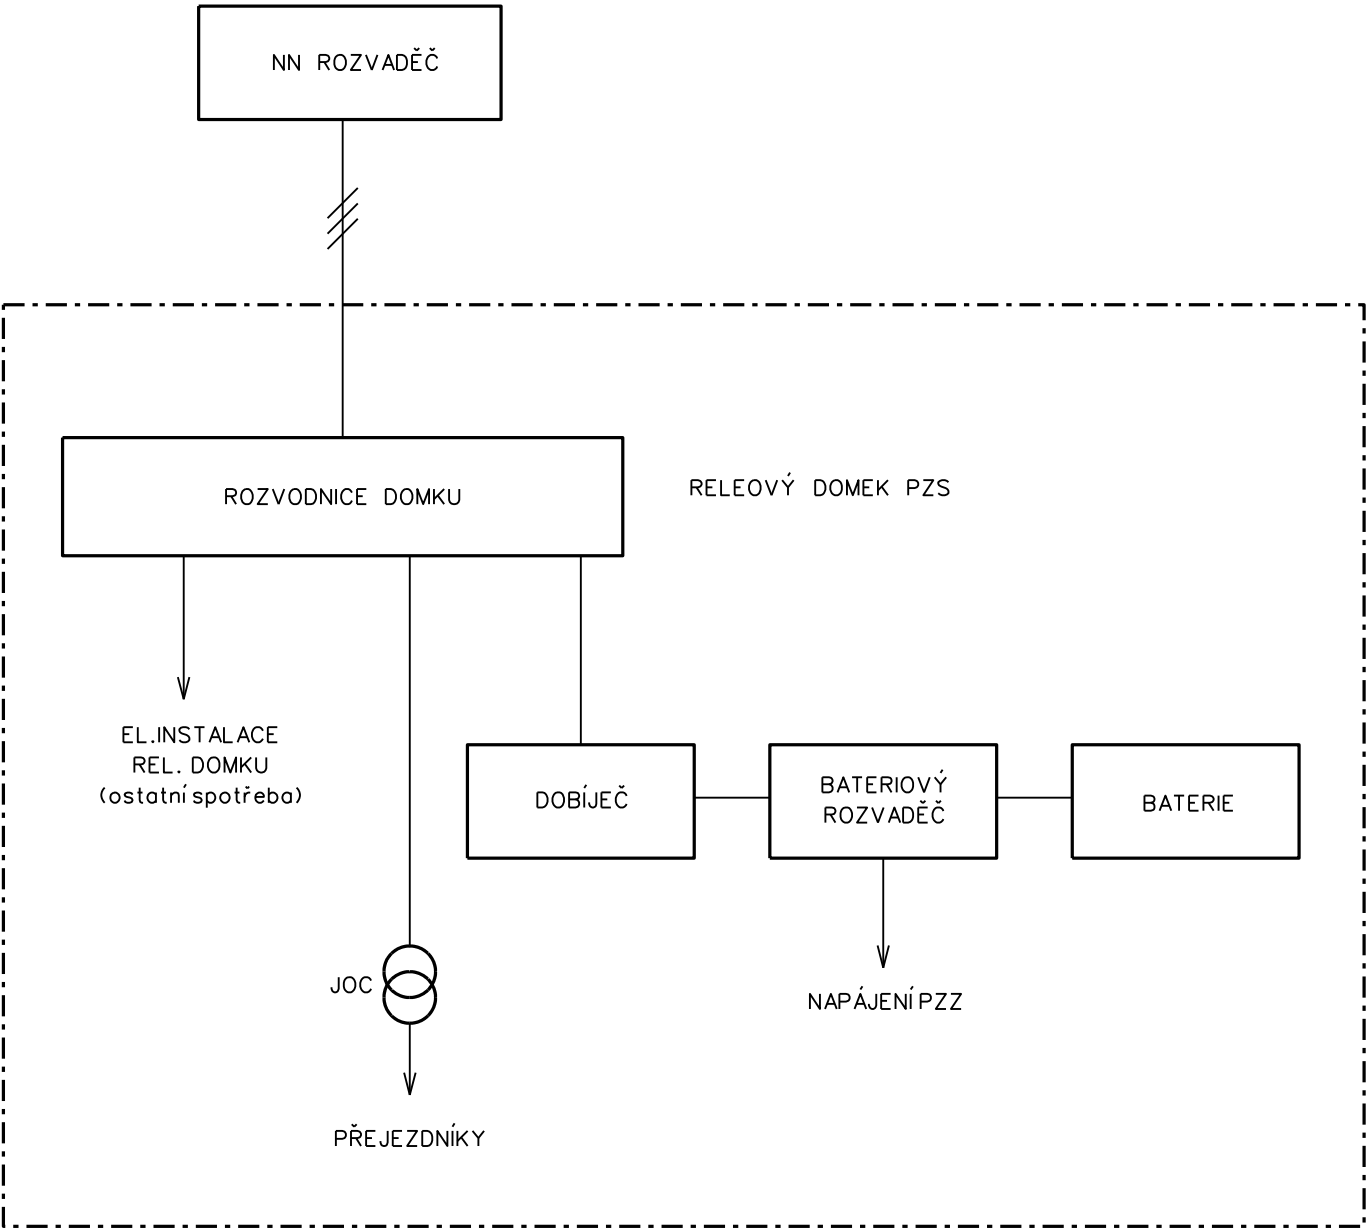 NN ROZVADĚČ
ROZVODNICE DOMKU
RELEOVÝ DOMEK PZS
EL.INSTALACE
REL. DOMKU
(ostatní spotřeba)
DOBÍJEČ
BATERIOVÝ
ROZVADĚČ
BATERIE
JOC
NAPÁJENÍ PZZ
PŘEJEZDNÍKY